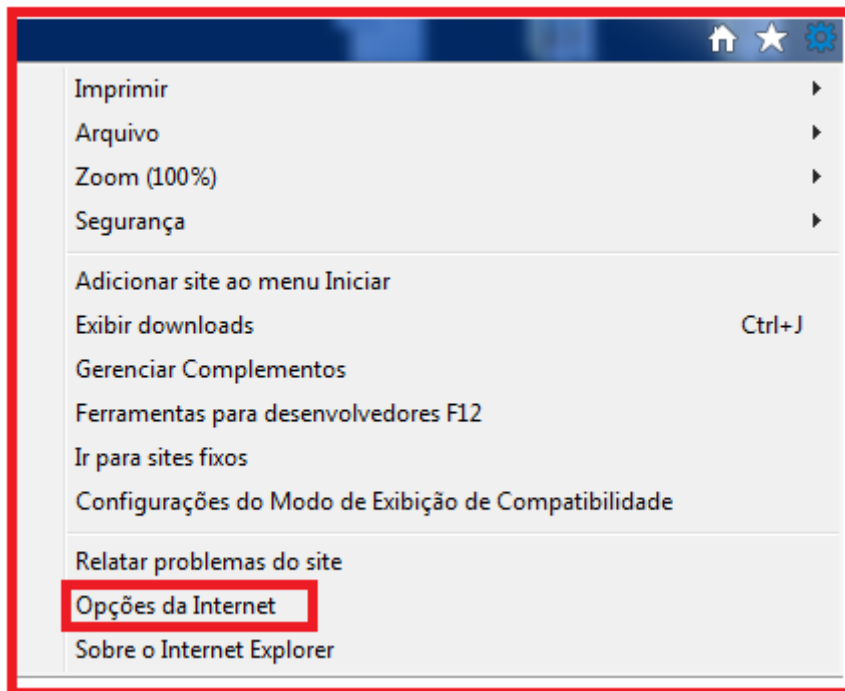 Imprimir
Arquivo
Zoom (100%)
Segurança
Adicionar site ao menu Iniciar
Exibir downloads Ctrl+J
Gerenciar Complementos
Ferramentas para desenvolvedores F12
Ir para sites fixos
Configurações do Modo de Exibição de Compatibilidade
Relatar problemas do site
Opções da Internet
Sobre o Internet Explorer